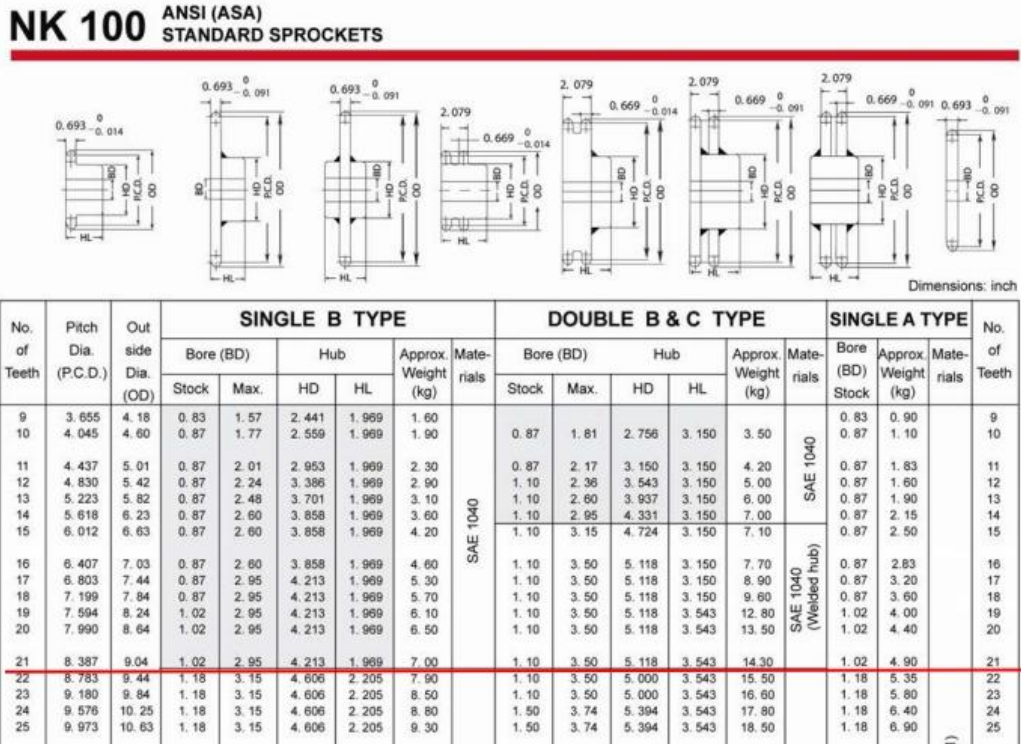 NK 100 ANSI (ASA)
STANDARD SPROCKETS
0.693 0 -0.014
0.693 0 -0.091
0.693 0 -0.091
2.079
0.669 0 -0.014
2.079
0.669 0 -0.014
2.079
0.669 0 -0.091
2.079
0.669 0 -0.091
0.693 0 -0.091
BD HD P.C.D. OD HL
BD HD P.C.D. OD HL
BD HD P.C.D. OD HL
BD HD P.C.D. OD HL
BD HD P.C.D. OD HL
BD HD P.C.D. OD HL
BD HD P.C.D. OD HL
BD P.C.D. OD
Dimensions: inch
No. of Teeth Pitch Dia. (P.C.D.) Out side Dia. (OD) SINGLE B TYPE DOUBLE B & C TYPE SINGLE A TYPE No. of Teeth
Bore (BD) Hub Approx. Weight (kg) Mate-rials Bore (BD) Hub Approx. Weight (kg) Mate-rials Bore (BD) Stock Approx. Weight (kg) Mate-rials
Stock Max. HD HL Stock Max. HD HL
9 3.655 4.18 0.83 1.57 2.441 1.969 1.60 0.83 0.90 9
10 4.045 4.60 0.87 1.77 2.559 1.969 1.90 0.87 1.81 2.756 3.150 3.50 0.87 1.10 10
11 4.437 5.01 0.87 2.01 2.953 1.969 2.30 0.87 2.17 3.150 3.150 4.20 0.87 1.83 11
12 4.830 5.42 0.87 2.24 3.386 1.969 2.90 1.10 2.36 3.543 3.150 5.00 0.87 1.60 12
13 5.223 5.82 0.87 2.48 3.701 1.969 3.10 1.10 2.60 3.937 3.150 6.00 0.87 1.90 13
14 5.618 6.23 0.87 2.60 3.858 1.969 3.60 1.10 2.95 4.331 3.150 7.00 0.87 2.15 14
15 6.012 6.63 0.87 2.60 3.858 1.969 4.20 1.10 3.15 4.724 3.150 7.10 0.87 2.50 15
16 6.407 7.03 0.87 2.60 3.858 1.969 4.60 1.10 3.50 5.118 3.150 7.70 0.87 2.83 16
17 6.803 7.44 0.87 2.95 4.213 1.969 5.30 1.10 3.50 5.118 3.150 8.90 0.87 3.20 17
18 7.199 7.84 0.87 2.95 4.213 1.969 5.70 1.10 3.50 5.118 3.150 9.60 0.87 3.60 18
19 7.594 8.24 1.02 2.95 4.213 1.969 6.10 1.10 3.50 5.118 3.543 12.80 1.02 4.00 19
20 7.990 8.64 1.02 2.95 4.213 1.969 6.50 1.10 3.50 5.118 3.543 13.50 1.02 4.40 20
21 8.387 9.04 1.02 2.95 4.213 1.969 7.00 1.10 3.50 5.118 3.543 14.30 1.02 4.90 21
22 8.783 9.44 1.18 3.15 4.606 2.205 7.90 1.10 3.50 5.000 3.543 15.50 1.18 5.35 22
23 9.180 9.84 1.18 3.15 4.606 2.205 8.50 1.10 3.50 5.000 3.543 16.60 1.18 5.80 23
24 9.576 10.25 1.18 3.15 4.606 2.205 8.80 1.50 3.74 5.394 3.543 17.80 1.18 6.40 24
25 9.973 10.63 1.18 3.15 4.606 2.205 9.30 1.50 3.74 5.394 3.543 18.50 1.18 6.90 25
SAE 1040
SAE 1040
SAE 1040
(Welded hub)